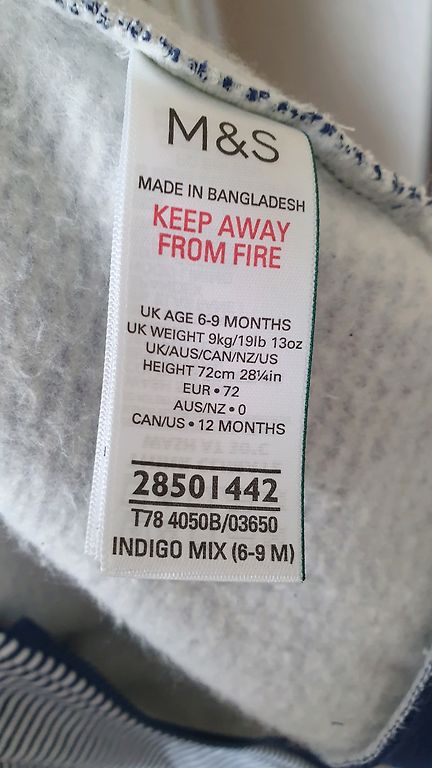 M&S
MADE IN BANGLADESH
KEEP AWAY
FROM FIRE
UK AGE 6-9 MONTHS
UK WEIGHT 9kg/19lb 13oz
UK/AUS/CAN/NZ/US
HEIGHT 72cm 28¼in
EUR • 72
AUS/NZ • 0
CAN/US • 12 MONTHS
28501442
T78 4050B/03650
INDIGO MIX (6-9 M)